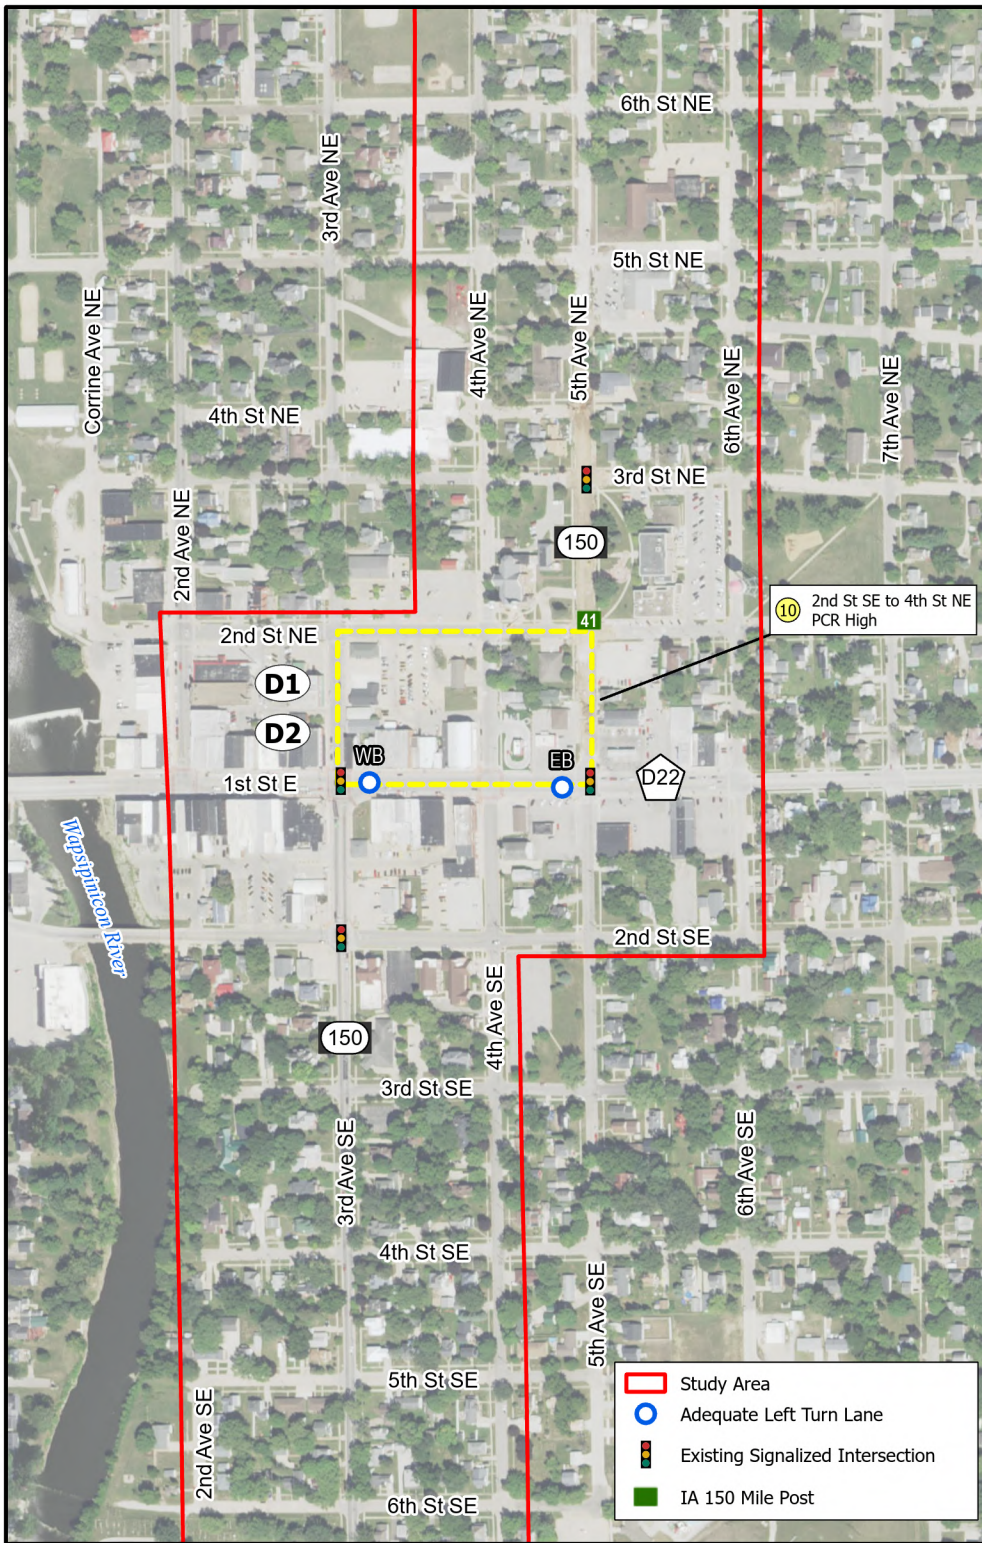 6th St NE
3rd Ave NE
5th St NE
Corrine Ave NE
4th Ave NE
5th Ave NE
6th Ave NE
7th Ave NE
4th St NE
3rd St NE
2nd Ave NE
150
41
10
2nd St SE to 4th St NE
PCR High
2nd St NE
D1
D2
WB
EB
1st St E
D22
Wapsipinicon River
2nd St SE
4th Ave SE
150
3rd St SE
3rd Ave SE
6th Ave SE
4th St SE
5th Ave SE
5th St SE
2nd Ave SE
6th St SE
Study Area
Adequate Left Turn Lane
Existing Signalized Intersection
IA 150 Mile Post